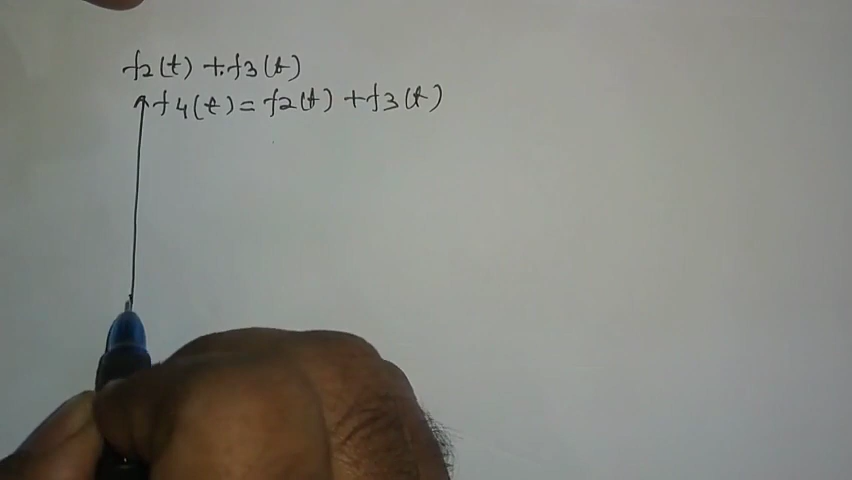 f2(t) + f3(t)
f4(t) = f2(t) + f3(t)